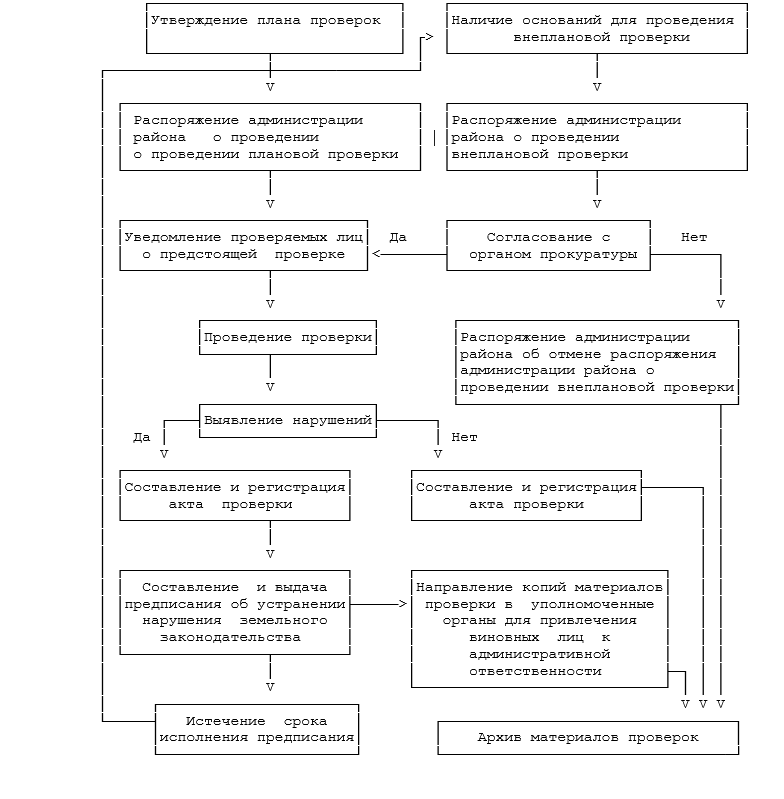 Утверждение плана проверок
Наличие оснований для проведения
внеплановой проверки
Распоряжение администрации
района о проведении
о проведении плановой проверки
Распоряжение администрации
района о проведении
внеплановой проверки
Уведомление проверяемых лиц
о предстоящей проверке
Да
Согласование с
органом прокуратуры
Нет
Проведение проверки
Распоряжение администрации
района об отмене распоряжения
администрации района о
проведении внеплановой проверки
Выявление нарушений
Да
Нет
Составление и регистрация
акта проверки
Составление и регистрация
акта проверки
Составление и выдача
предписания об устранении
нарушения земельного
законодательства
Направление копий материалов
проверки в уполномоченные
органы для привлечения
виновных лиц к
административной
ответственности
Истечение срока
исполнения предписания
Архив материалов проверок